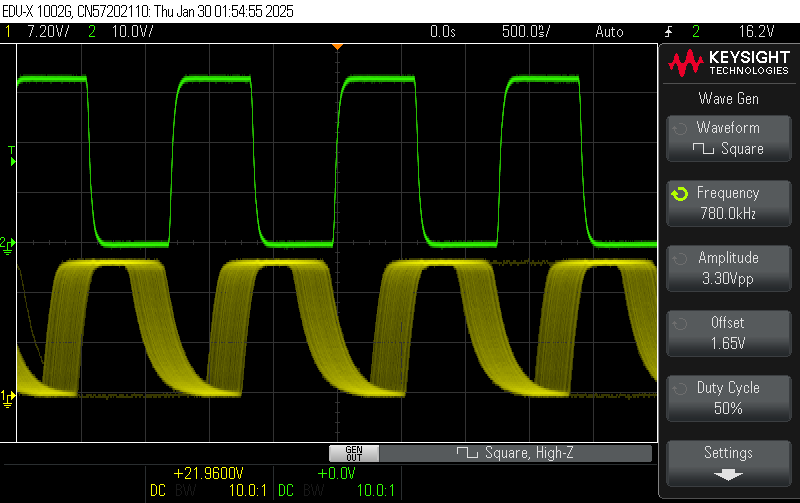 EDU-X 1002G, CN57202110: Thu Jan 30 01:54:55 2025
1 7.20V/ 2 10.0V/ 0.0s 500.0ns/ Auto 2 16.2V
KEYSIGHT
TECHNOLOGIES
Wave Gen
Waveform
Square
Frequency
780.0kHz
Amplitude
3.30Vpp
Offset
1.65V
Duty Cycle
50%
Settings
T
2
1
GEN
OUT
Square, High-Z
+21.9600V +0.0V
DC BW 10.0:1 DC BW 10.0:1